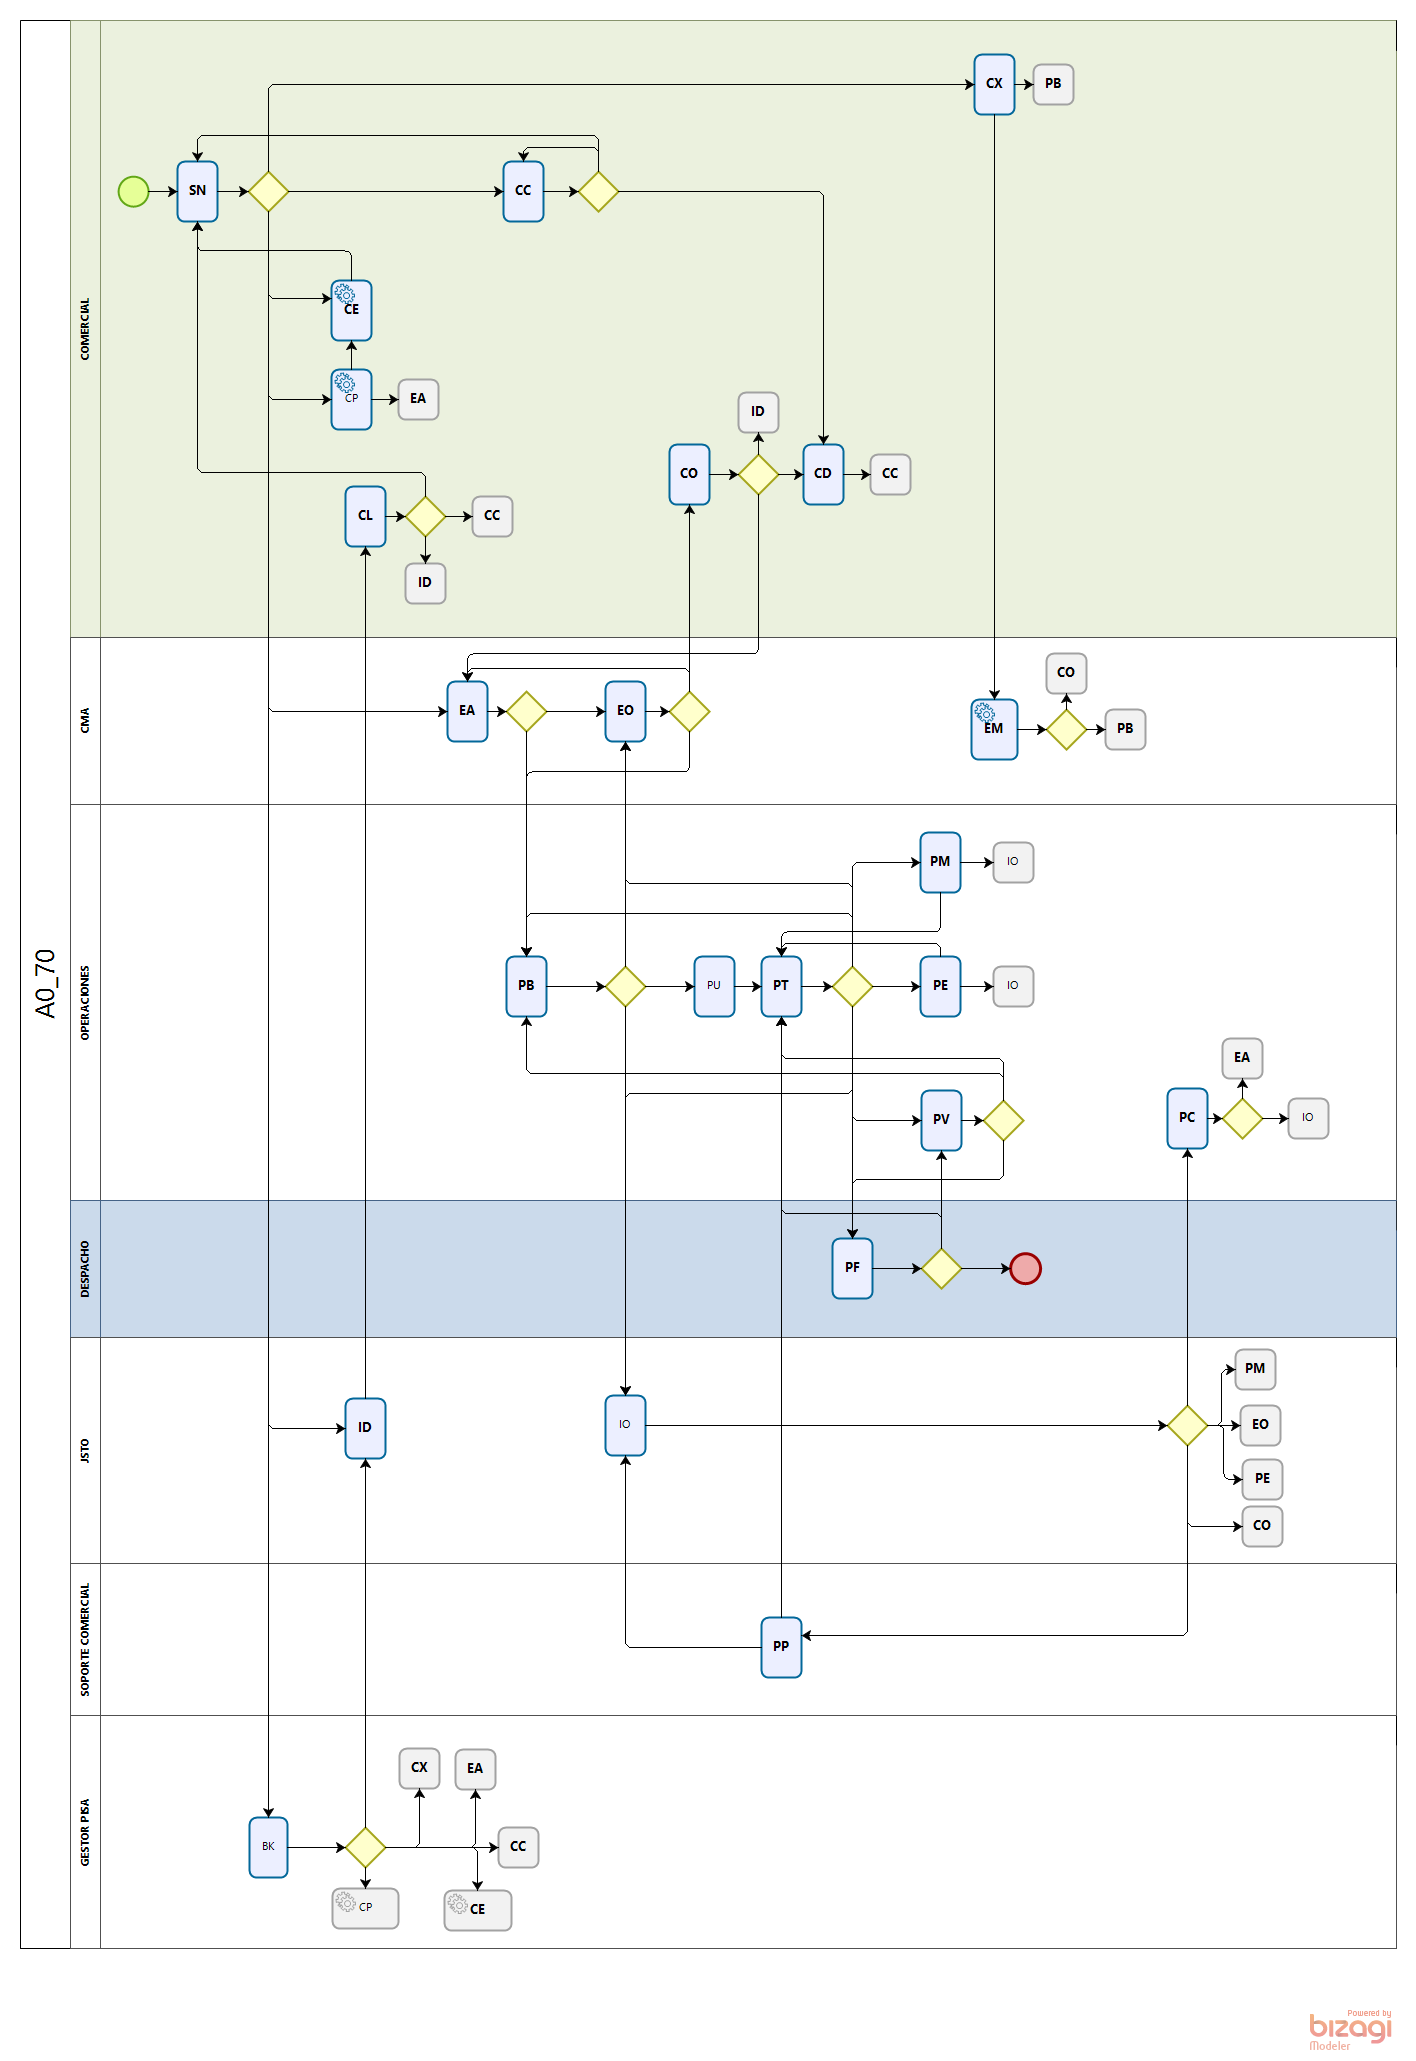 A0_70
COMERCIAL
CX
PB
SN
CC
CE
CP
EA
ID
CO
CD
CC
CL
CC
ID
CMA
CO
EA
EO
EM
PB
OPERACIONES
PM
IO
PB
PU
PT
PE
IO
EA
PV
PC
IO
DESPACHO
PF
JSTO
PM
ID
IO
EO
PE
CO
SOPORTE COMERCIAL
PP
GESTOR PISA
CX
EA
BK
CC
CP
CE
Powered by
bizagi
Modeler